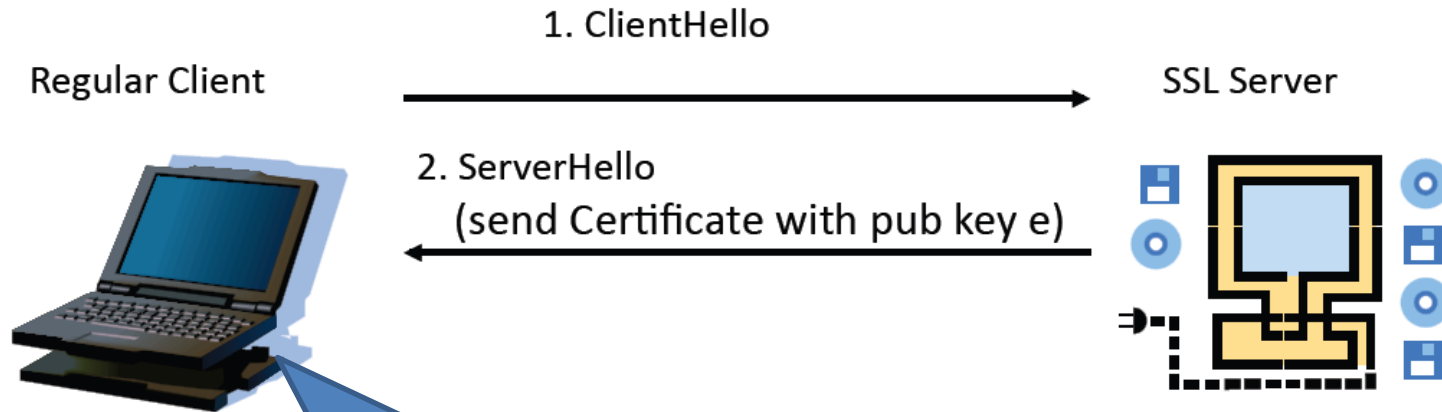 1. ClientHello
Regular Client
SSL Server
2. ServerHello
(send Certificate with pub key e)